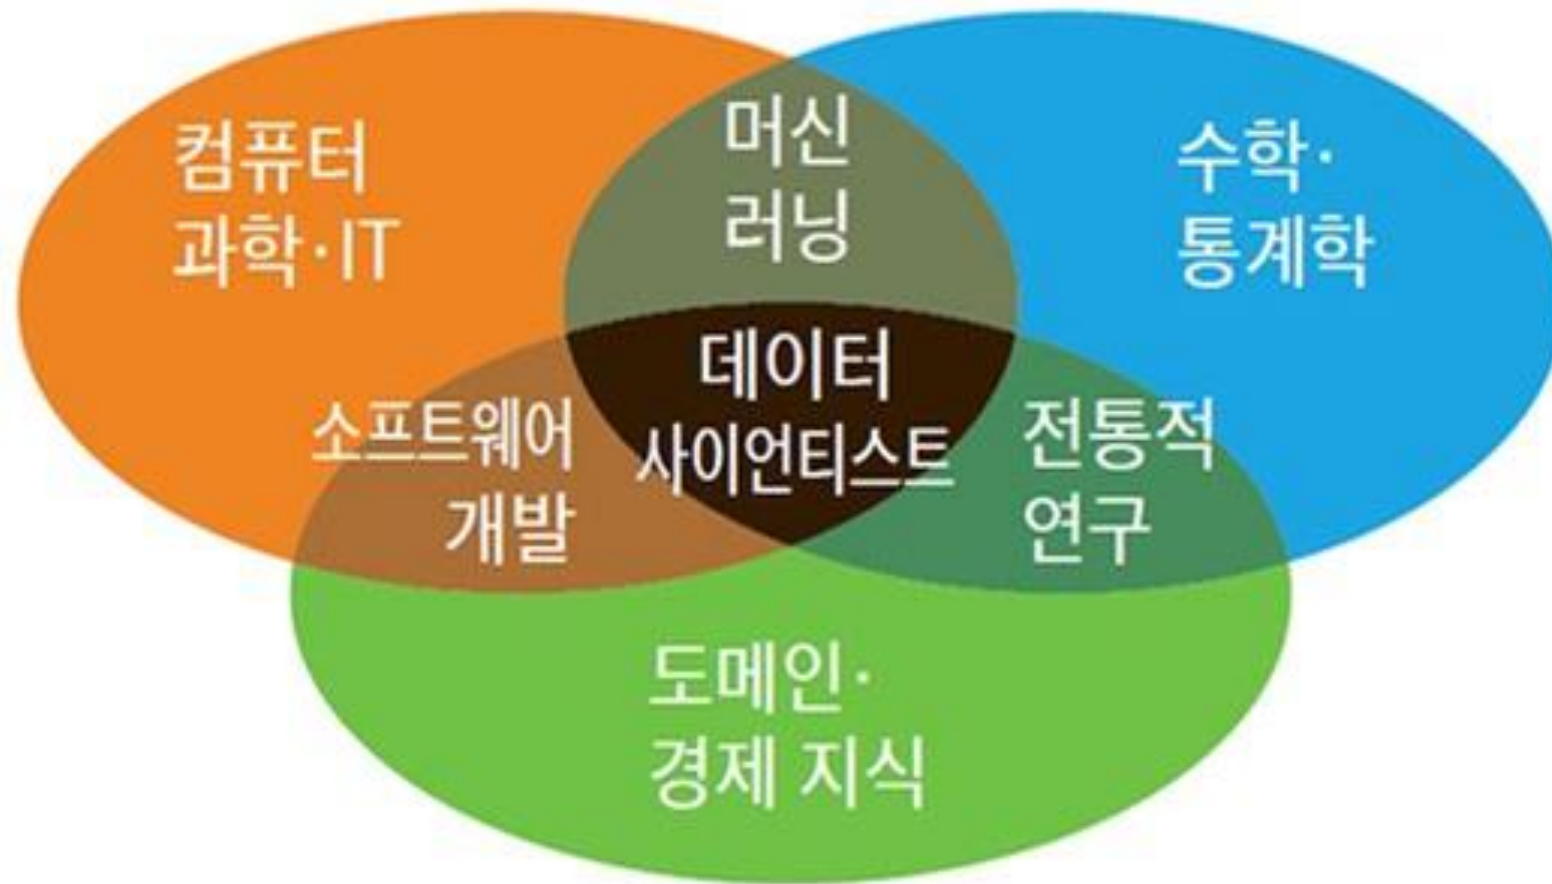 컴퓨터
과학·IT
머신
러닝
수학·
통계학
데이터
사이언티스트
소프트웨어
개발
전통적
연구
도메인·
경제 지식